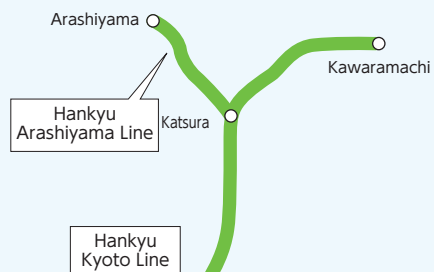 Arashiyama
Kawaramachi
Hankyu
Arashiyama Line
Katsura
Hankyu
Kyoto Line